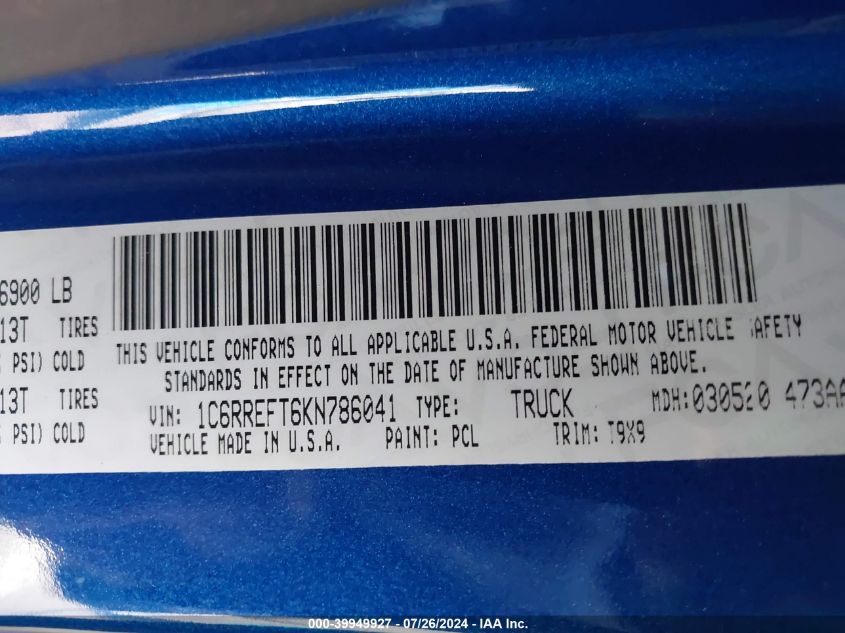 6900 LB
13T TIRES
PSI) COLD
13T TIRES
PSI) COLD
THIS VEHICLE CONFORMS TO ALL APPLICABLE U.S.A. FEDERAL MOTOR VEHICLE SAFETY
STANDARDS IN EFFECT ON THE DATE OF MANUFACTURE SHOWN ABOVE.
VIN: 1C6RREFT6KN786041 TYPE: TRUCK MDH:030520 473AA
VEHICLE MADE IN U.S.A. PAINT: PCL TRIM: T9X9
000-39949927 - 07/26/2024 - IAA Inc.